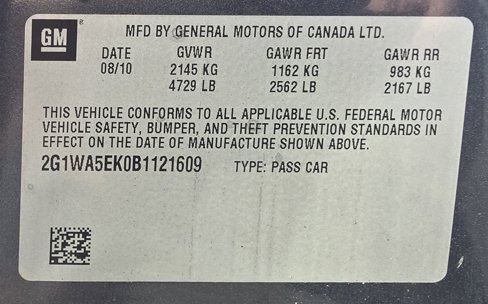 GM
MFD BY GENERAL MOTORS OF CANADA LTD.
DATE GVWR GAWR FRT GAWR RR
08/10 2145 KG 1162 KG 983 KG
4729 LB 2562 LB 2167 LB
THIS VEHICLE CONFORMS TO ALL APPLICABLE U.S. FEDERAL MOTOR
VEHICLE SAFETY, BUMPER, AND THEFT PREVENTION STANDARDS IN
EFFECT ON THE DATE OF MANUFACTURE SHOWN ABOVE.
2G1WA5EK0B1121609 TYPE: PASS CAR